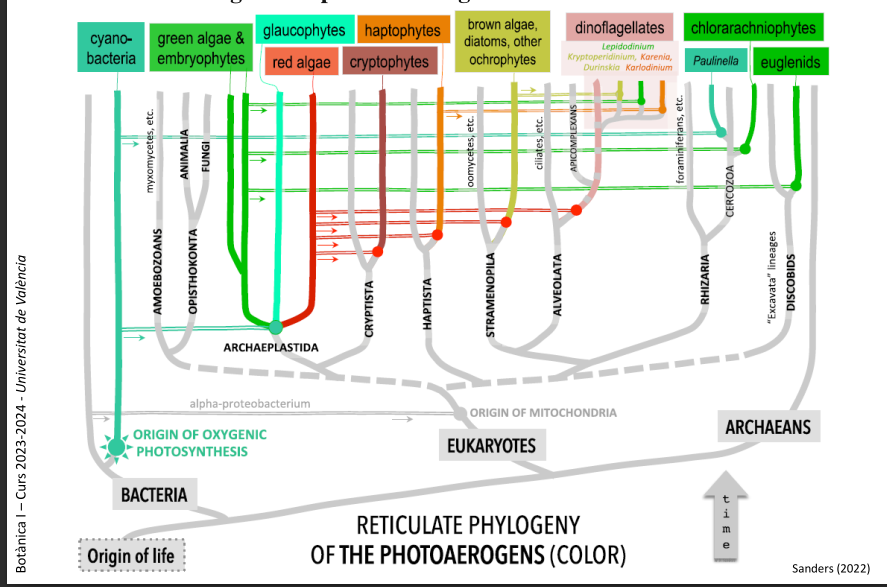 cyano-
bacteria
green algae &
embryophytes
glaucophytes
red algae
haptophytes
cryptophytes
brown algae,
diatoms, other
ochrophytes
dinoflagellates
Lepidodinium
Kryptoperidinium, Karenia,
Durinskia Karlodinium
chlorarachniophytes
Paulinella
euglenids
myxomycetes, etc.
ANIMALIA
FUNGI
oomycetes, etc.
ciliates, etc.
APICOMPLEXANS
foraminiferans, etc.
CERCOZOA
AMOEBOZOANS
OPISTHOKONTA
ARCHAEPLASTIDA
CRYPTISTA
HAPTISTA
STRAMENOPILA
ALVEOLATA
RHIZARIA
"Excavata" lineages
DISCOBIDS
alpha-proteobacterium
ORIGIN OF MITOCHONDRIA
ORIGIN OF OXYGENIC
PHOTOSYNTHESIS
EUKARYOTES
ARCHAEANS
BACTERIA
Origin of life
time
RETICULATE PHYLOGENY
OF THE PHOTOAEROGENS (COLOR)
Sanders (2022)
Botànica I – Curs 2023-2024 - Universitat de València